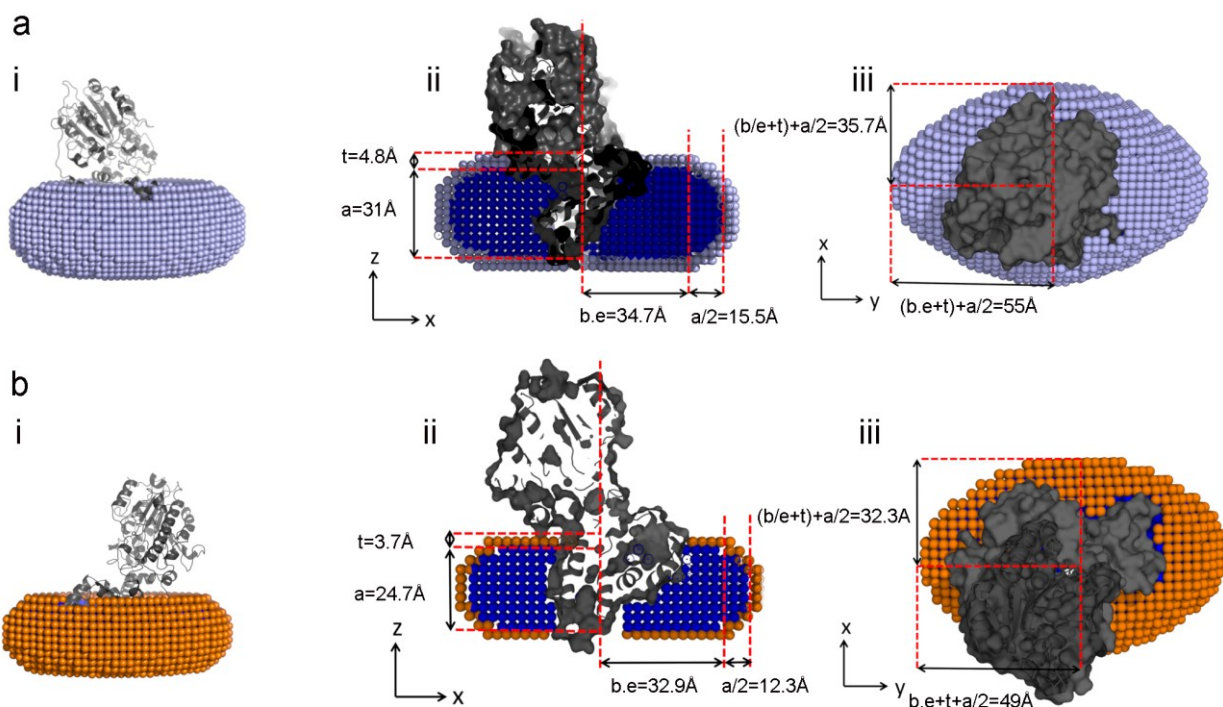 a
i
ii
iii
t=4.8Å
a=31Å
z
x
b.e=34.7Å
a/2=15.5Å
(b/e+t)+a/2=35.7Å
x
y
(b.e+t)+a/2=55Å
b
i
ii
iii
t=3.7Å
a=24.7Å
z
x
b.e=32.9Å
a/2=12.3Å
(b/e+t)+a/2=32.3A
x
y
b.e+t+a/2=49Å